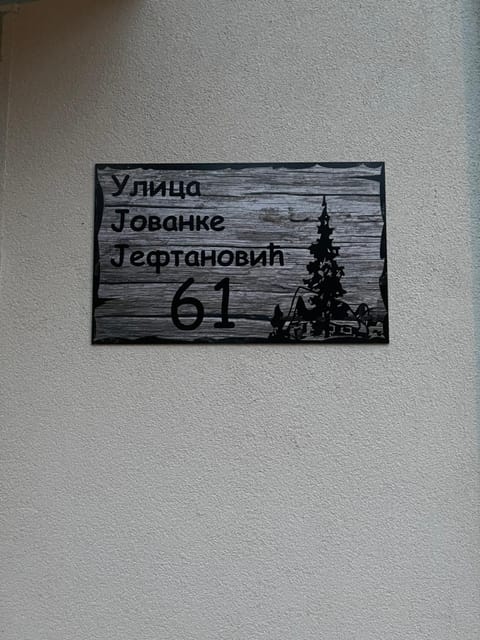 Улица
Јованке
Јефтановић
61